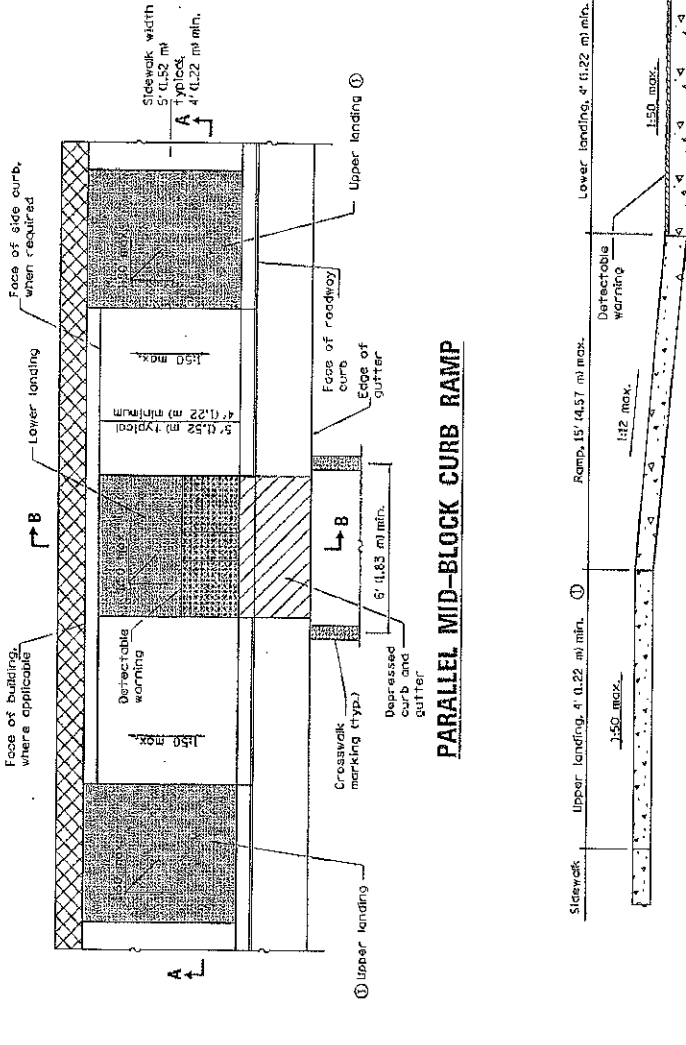 Face of building,
where applicable
B
Lower landing
Face of side curb,
when required
Sidewalk width
5' (1.52 m)
typical,
4' (1.22 m) min.
A
A
Detectable
warning
1:50 max.
1:50 max.
5' (1.52 m) typical
4' (1.22 m) minimum
Upper landing ①
① Upper landing
Face of roadway
curb
Edge of
gutter
B
6' (1.83 m) min.
Crosswalk
marking (typ.)
Depressed
curb and
gutter
PARALLEL MID-BLOCK CURB RAMP
Sidewalk
Upper landing, 4' (1.22 m) min. ①
Ramp, 15' (4.57 m) max.
Lower landing, 4' (1.22 m) min.
1:50 max.
1:12 max.
Detectable
warning
1:50 max.